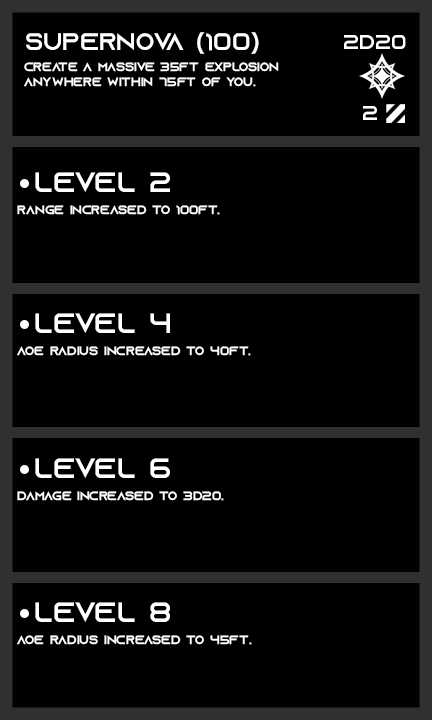 SUPERNOVA (100)
2D20
CREATE A MASSIVE 35FT EXPLOSION
ANYWHERE WITHIN 75FT OF YOU.
2
•LEVEL 2
RANGE INCREASED TO 100FT.
•LEVEL 4
AOE RADIUS INCREASED TO 40FT.
•LEVEL 6
DAMAGE INCREASED TO 3D20.
•LEVEL 8
AOE RADIUS INCREASED TO 45FT.